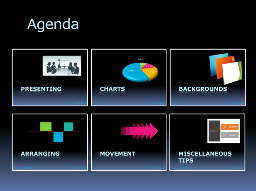 Agenda
PRESENTING
CHARTS
BACKGROUNDS
ARRANGING
MOVEMENT
MISCELLANEOUS
TIPS